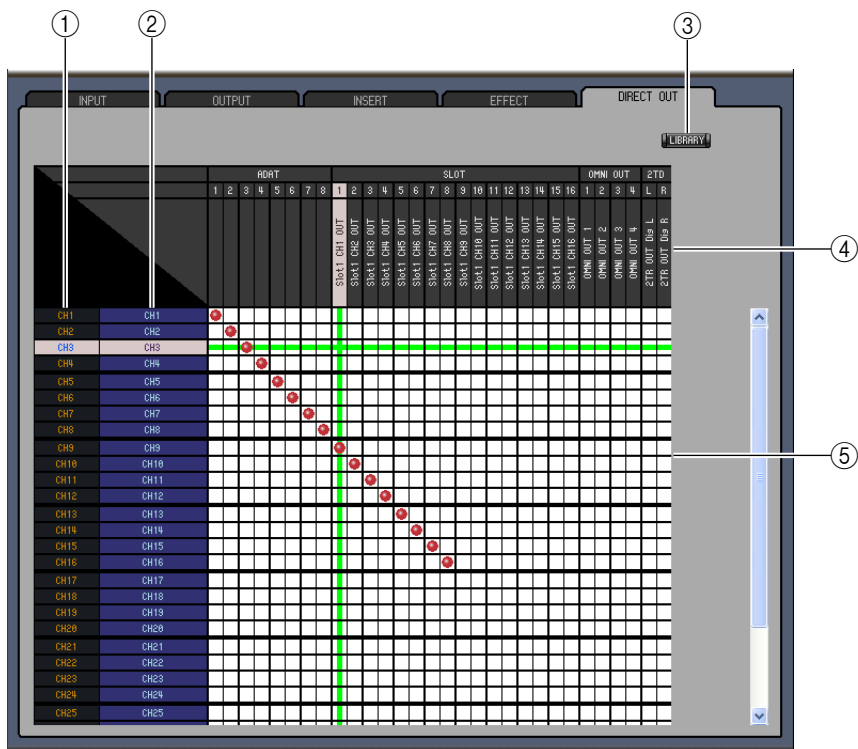 ① ② ③
INPUT OUTPUT INSERT EFFECT DIRECT OUT
LIBRARY
ADAT SLOT OMNI OUT 2TD
1 2 3 4 5 6 7 8 1 2 3 4 5 6 7 8 9 10 11 12 13 14 15 16 1 2 3 4 L R
Slot1 CH1 OUT
Slot1 CH2 OUT
Slot1 CH3 OUT
Slot1 CH4 OUT
Slot1 CH5 OUT
Slot1 CH6 OUT
Slot1 CH7 OUT
Slot1 CH8 OUT
Slot1 CH9 OUT
Slot1 CH10 OUT
Slot1 CH11 OUT
Slot1 CH12 OUT
Slot1 CH13 OUT
Slot1 CH14 OUT
Slot1 CH15 OUT
Slot1 CH16 OUT
OMNI OUT 1
OMNI OUT 2
OMNI OUT 3
OMNI OUT 4
2TR OUT Dig L
2TR OUT Dig R
④
CH1 CH1
CH2 CH2
CH3 CH3
CH4 CH4
CH5 CH5
CH6 CH6
CH7 CH7
CH8 CH8
CH9 CH9
⑤
CH10 CH10
CH11 CH11
CH12 CH12
CH13 CH13
CH14 CH14
CH15 CH15
CH16 CH16
CH17 CH17
CH18 CH18
CH19 CH19
CH20 CH20
CH21 CH21
CH22 CH22
CH23 CH23
CH24 CH24
CH25 CH25